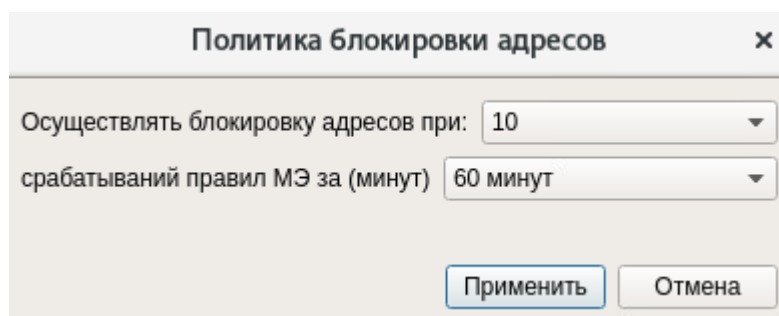 Политика блокировки адресов
Осуществлять блокировку адресов при: 10
срабатываний правил МЭ за (минут) 60 минут
Применить Отмена